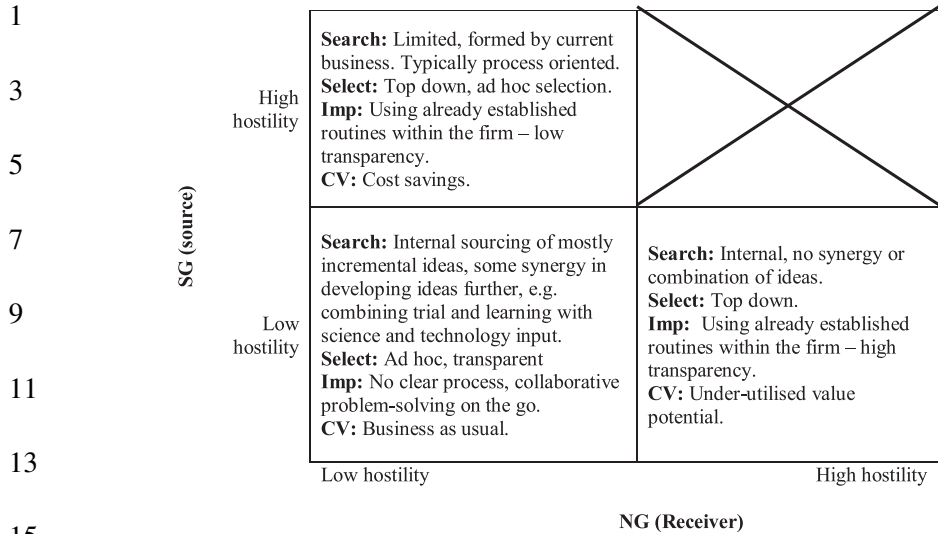 1
3
5
7
9
11
13
SG (source)
High
hostility
Search: Limited, formed by current
business. Typically process oriented.
Select: Top down, ad hoc selection.
Imp: Using already established
routines within the firm – low
transparency.
CV: Cost savings.
Low
hostility
Search: Internal sourcing of mostly
incremental ideas, some synergy in
developing ideas further, e.g.
combining trial and learning with
science and technology input.
Select: Ad hoc, transparent
Imp: No clear process, collaborative
problem-solving on the go.
CV: Business as usual.
Search: Internal, no synergy or
combination of ideas.
Select: Top down.
Imp: Using already established
routines within the firm – high
transparency.
CV: Under-utilised value
potential.
Low hostility
High hostility
NG (Receiver)